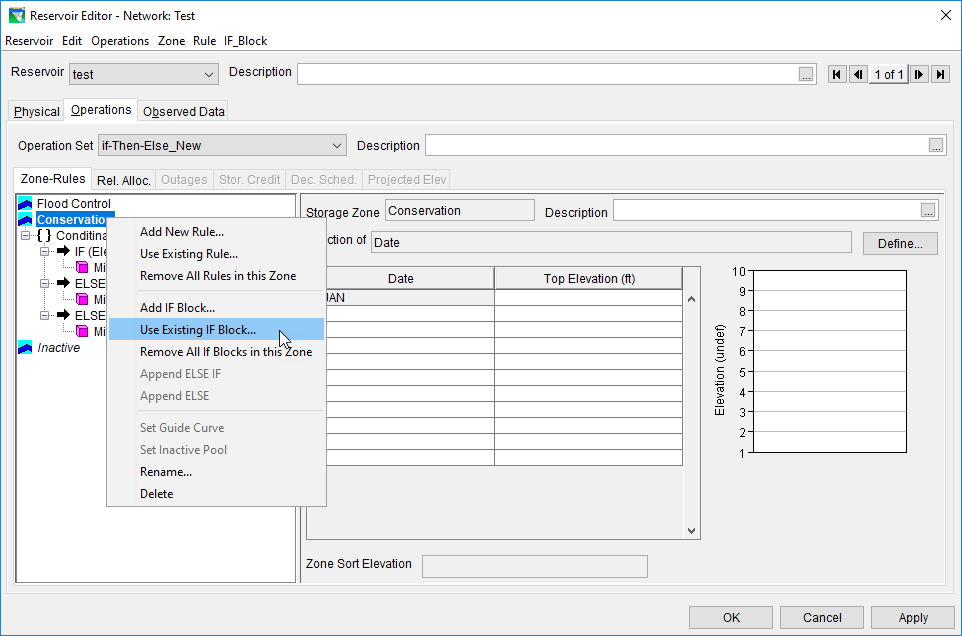 Reservoir Editor - Network: Test
Reservoir Edit Operations Zone Rule IF_Block
Reservoir test Description ... 1 of 1
Physical Operations Observed Data
Operation Set if-Then-Else_New Description ...
Zone-Rules Rel. Alloc. Outages Stor. Credit Dec. Sched. Projected Elev
Flood Control
Conservation
{} Conditina
IF (Ele
Mi
ELSE
Mi
ELSE
Mi
Inactive
Add New Rule...
Use Existing Rule...
Remove All Rules in this Zone
Add IF Block...
Use Existing IF Block...
Remove All If Blocks in this Zone
Append ELSE IF
Append ELSE
Set Guide Curve
Set Inactive Pool
Rename...
Delete
Storage Zone Conservation Description ...
ction of Date Define...
Date Top Elevation (ft)
JAN
Elevation (undef)
10
9
8
7
6
5
4
3
2
1
Zone Sort Elevation
OK Cancel Apply